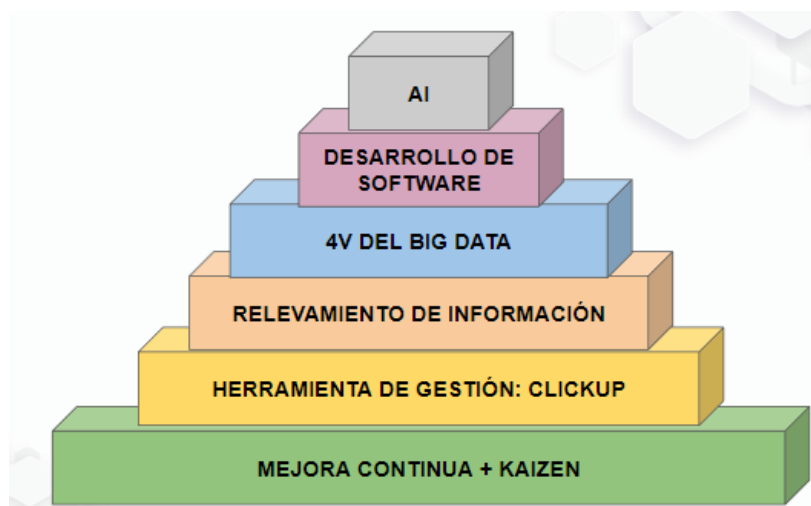 AI
DESARROLLO DE
SOFTWARE
4V DEL BIG DATA
RELEVAMIENTO DE INFORMACIÓN
HERRAMIENTA DE GESTIÓN: CLICKUP
MEJORA CONTINUA + KAIZEN